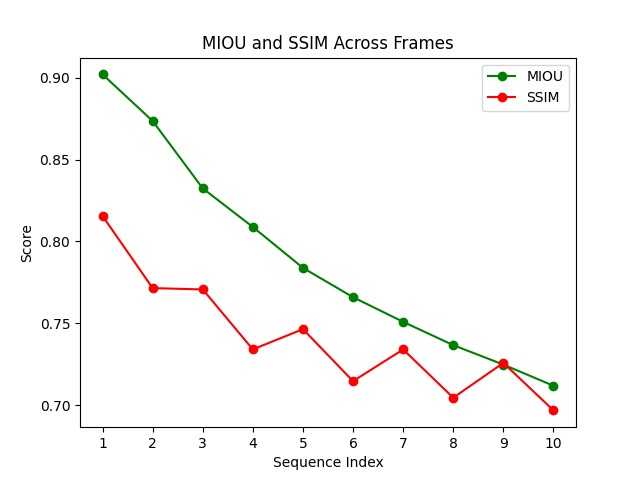 MIOU and SSIM Across Frames
MIOU
SSIM
Score
0.90
0.85
0.80
0.75
0.70
1 2 3 4 5 6 7 8 9 10
Sequence Index